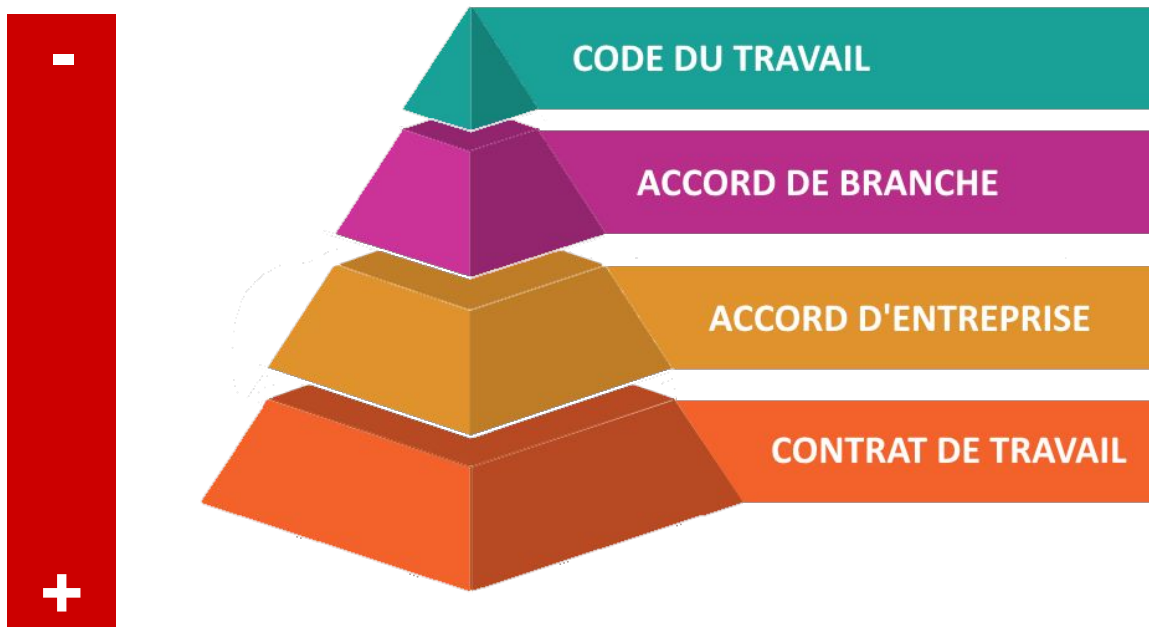 -
CODE DU TRAVAIL
ACCORD DE BRANCHE
ACCORD D'ENTREPRISE
CONTRAT DE TRAVAIL
+